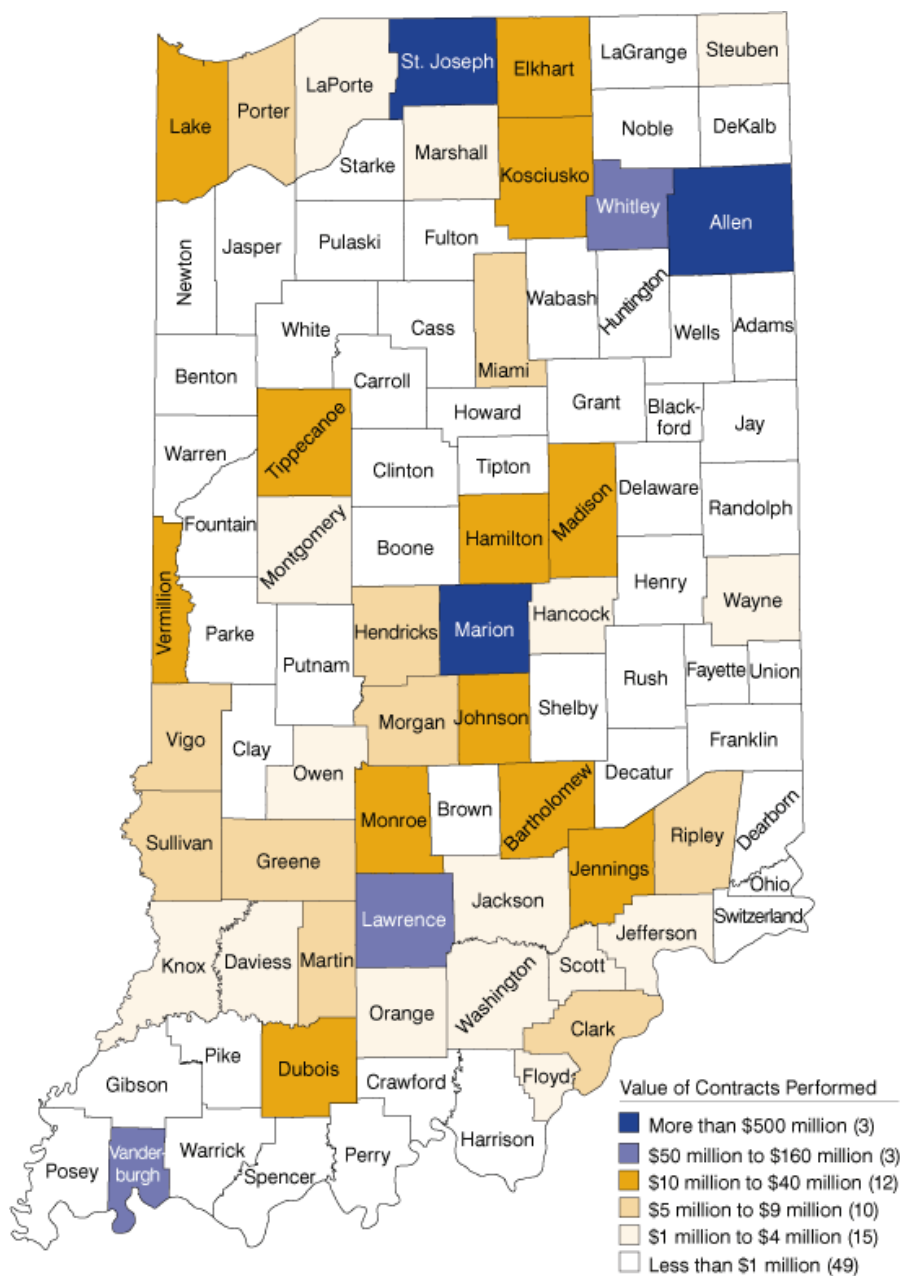 St. Joseph
Elkhart
LaGrange
Steuben
LaPorte
Lake
Porter
Noble
DeKalb
Starke
Marshall
Kosciusko
Whitley
Allen
Newton
Jasper
Pulaski
Fulton
Wabash
Huntington
White
Cass
Wells
Adams
Benton
Carroll
Miami
Howard
Grant
Black-
ford
Jay
Warren
Tippecanoe
Clinton
Tipton
Madison
Delaware
Randolph
Fountain
Montgomery
Boone
Hamilton
Henry
Vermillion
Parke
Putnam
Hendricks
Marion
Hancock
Wayne
Rush
Fayette
Union
Vigo
Clay
Morgan
Johnson
Shelby
Franklin
Owen
Decatur
Monroe
Brown
Bartholomew
Dearborn
Sullivan
Greene
Jennings
Ripley
Ohio
Lawrence
Jackson
Switzerland
Jefferson
Knox
Daviess
Martin
Scott
Orange
Washington
Clark
Pike
Dubois
Gibson
Crawford
Floyd
Harrison
Posey
Vander-
burgh
Warrick
Spencer
Perry
Value of Contracts Performed
More than $500 million (3)
$50 million to $160 million (3)
$10 million to $40 million (12)
$5 million to $9 million (10)
$1 million to $4 million (15)
Less than $1 million (49)